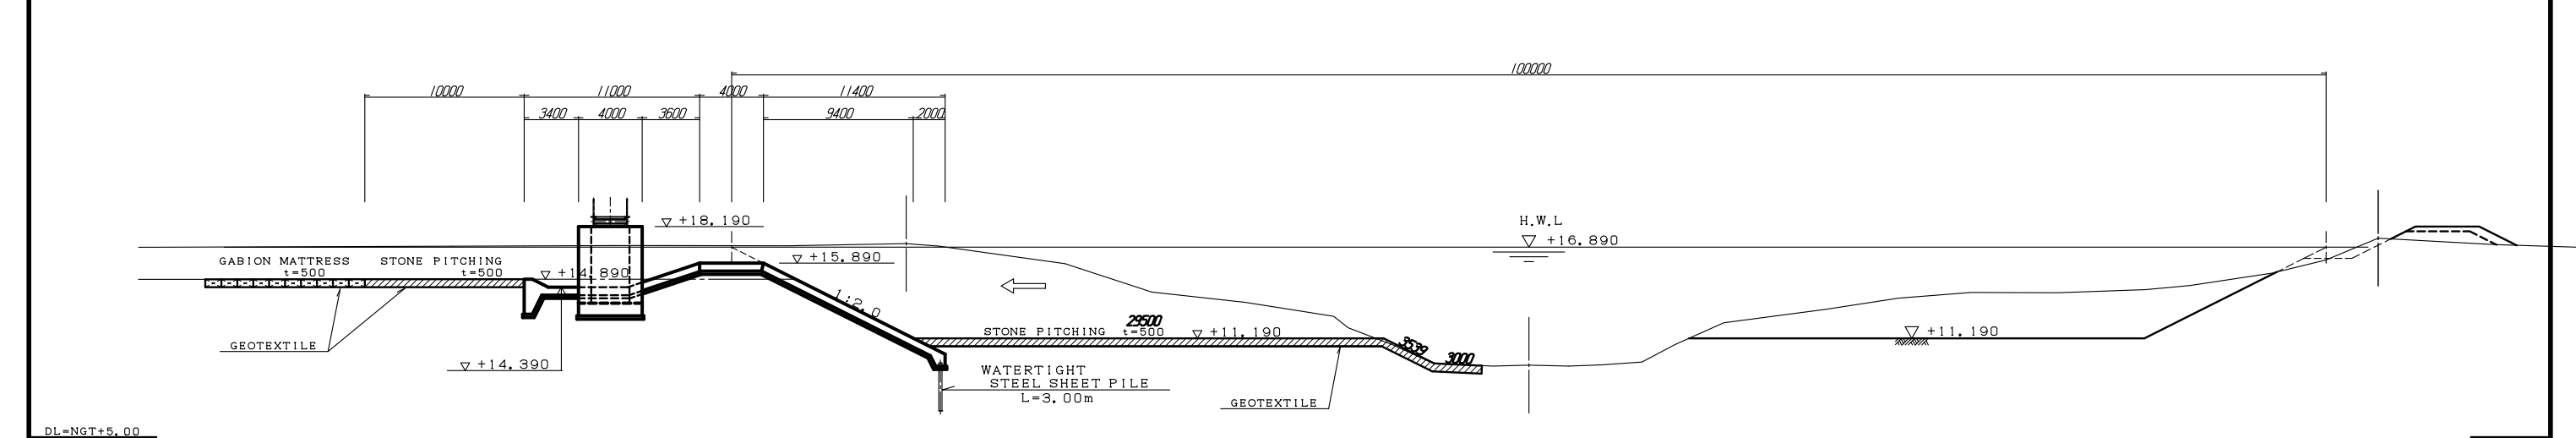 100000
10000 11000 4000 11400
3400 4000 3600 9400 2000
+18.190
H.W.L
+16.890
+15.890
GABION MATTRESS
t=500
STONE PITCHING
t=500
+14.890
1:2.0
29500
STONE PITCHING t=500
+11.190
+11.190
3539
3000
GEOTEXTILE
+14.390
WATERTIGHT
STEEL SHEET PILE
L=3.00m
GEOTEXTILE
DL=NGT+5.00